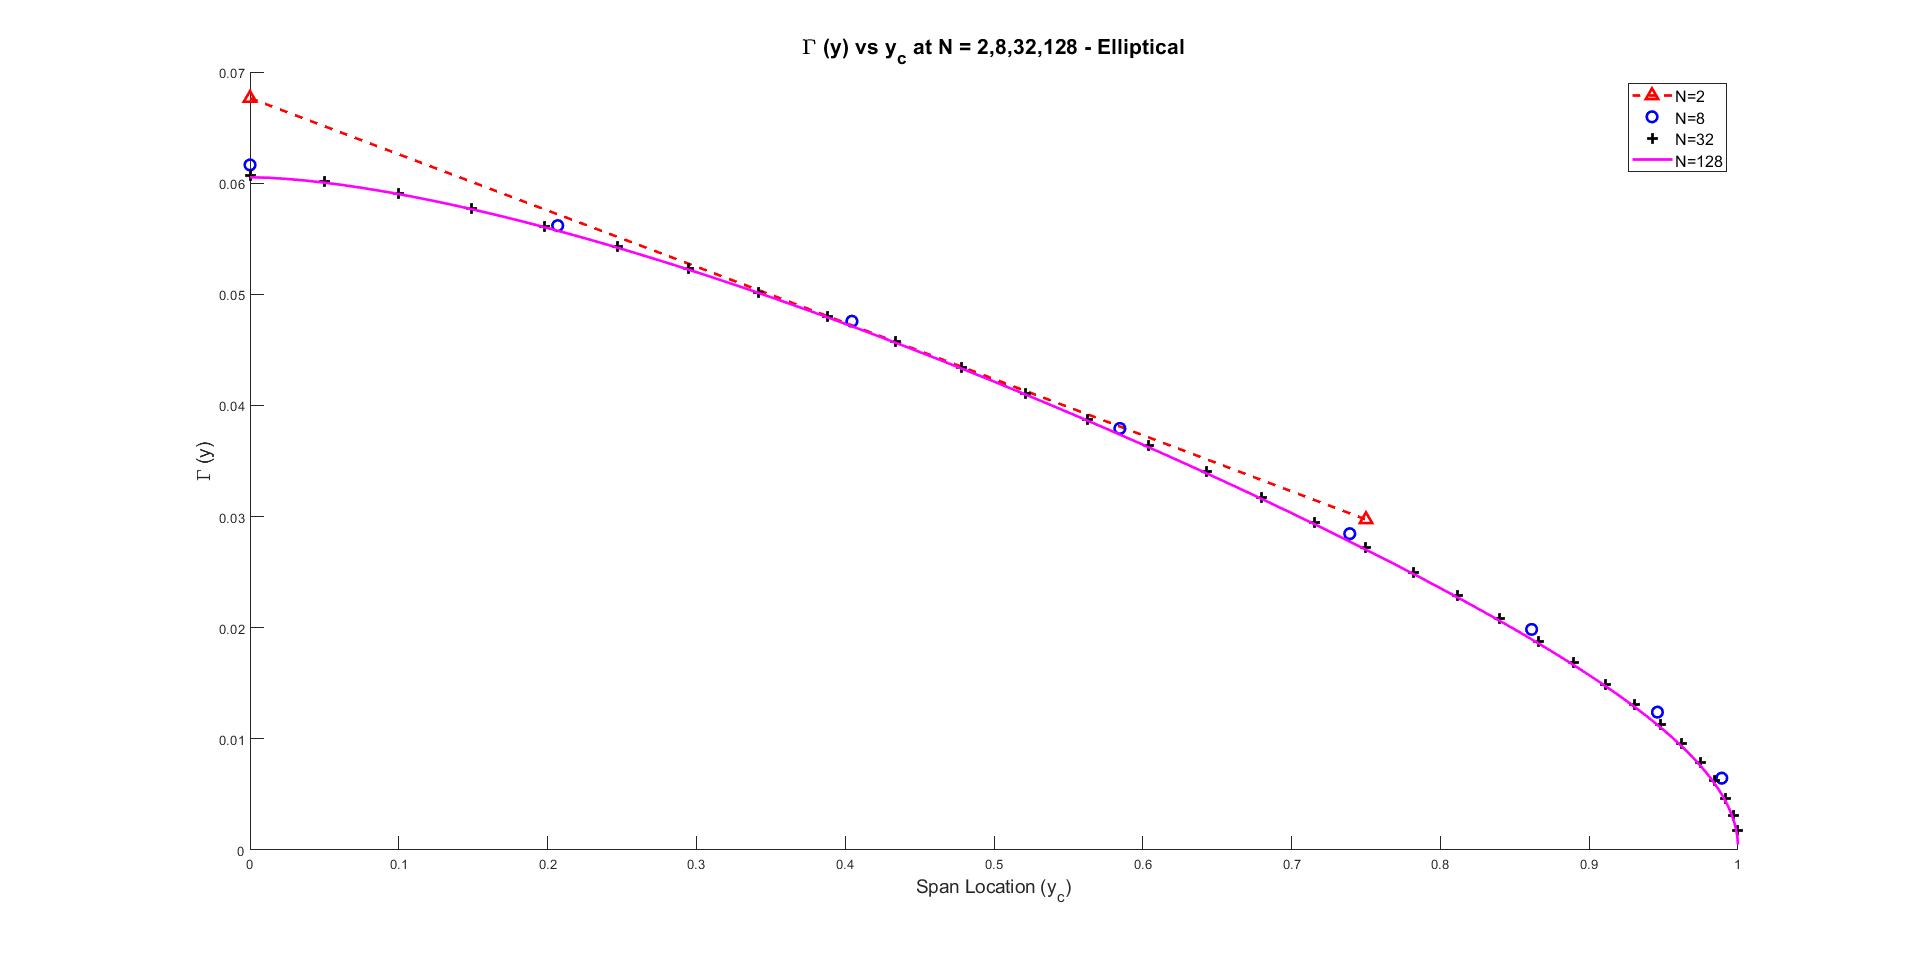 Γ (y) vs yc at N = 2,8,32,128 - Elliptical
N=2
N=8
N=32
N=128
0.07
0.06
0.05
0.04
0.03
0.02
0.01
0
Γ (y)
0 0.1 0.2 0.3 0.4 0.5 0.6 0.7 0.8 0.9 1
Span Location (yc)